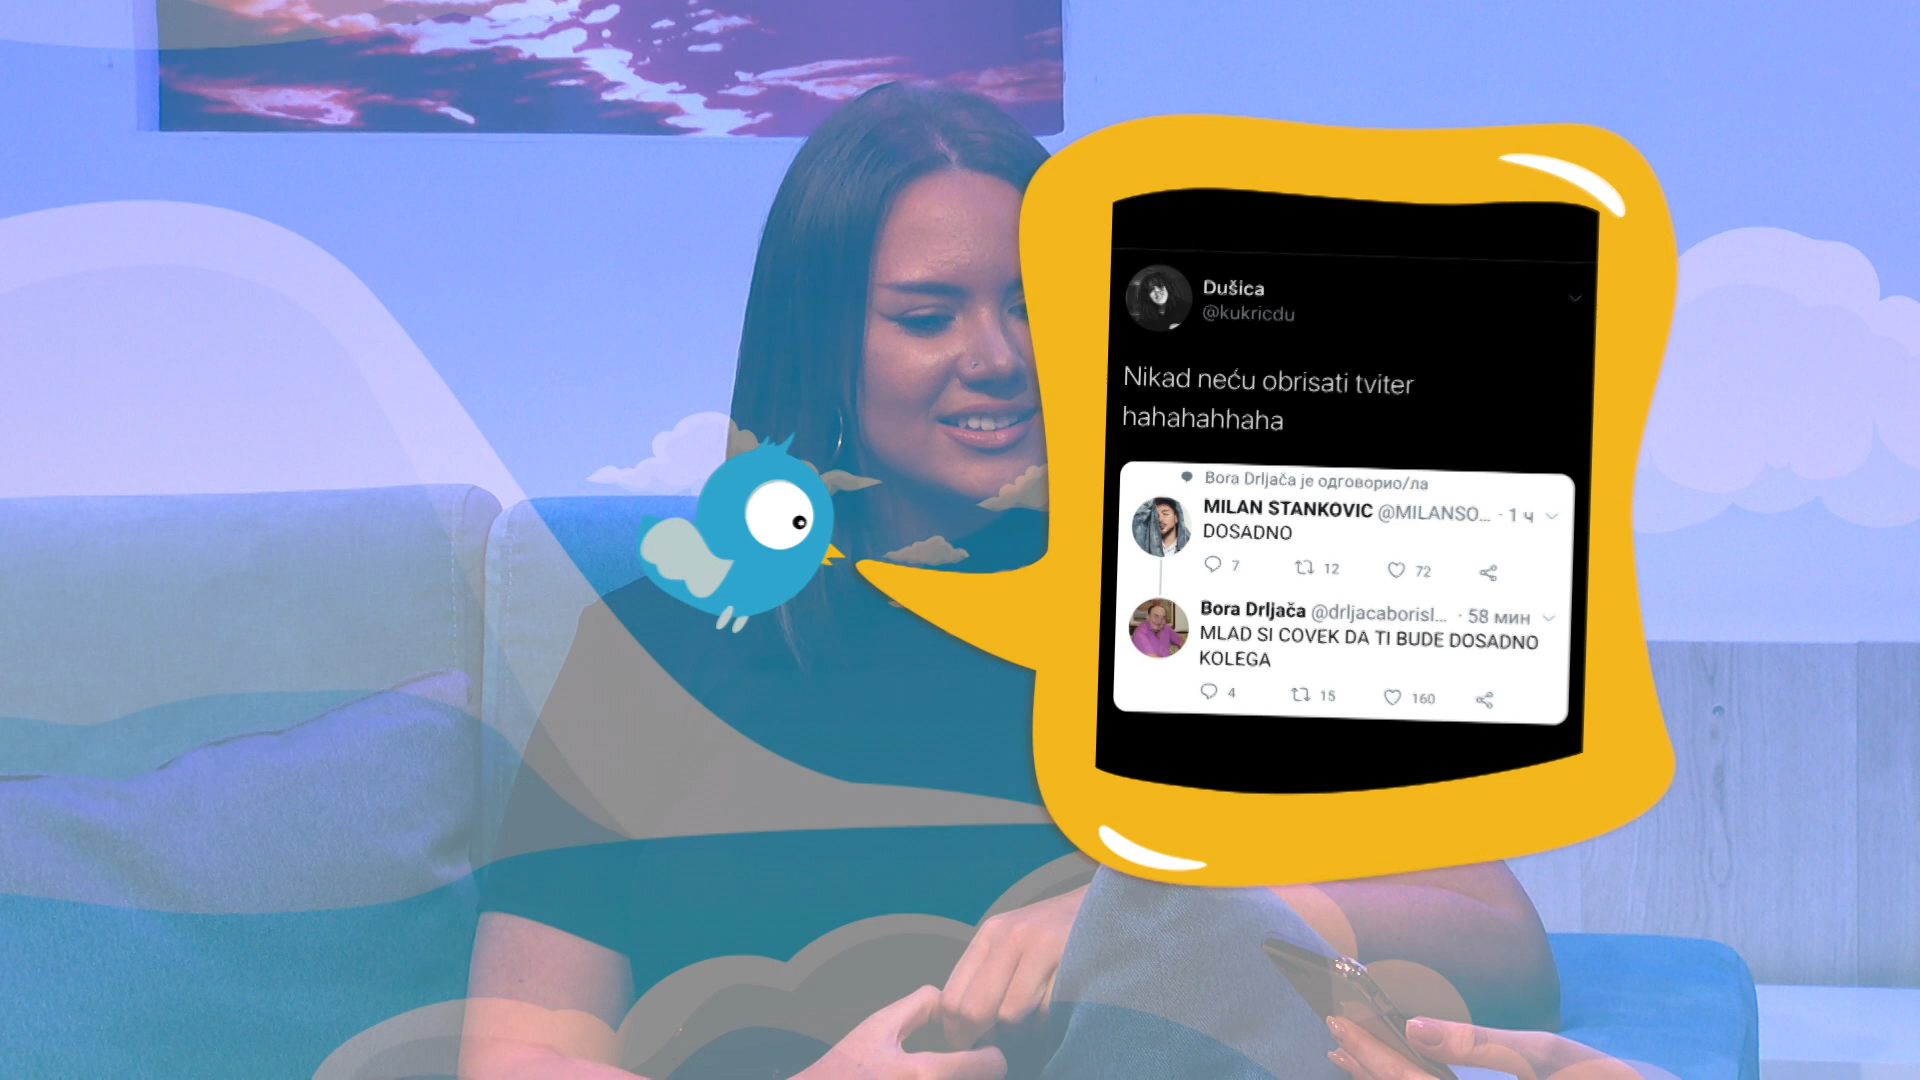 Dušica
@kukricdu
Nikad neću obrisati tviter
hahahahhaha
Bora Drljača је одговорио/ла
MILAN STANKOVIC @MILANSO... · 1 ч
DOSADNO
7 12 72
Bora Drljača @drljacaborisl... · 58 мин
MLAD SI COVEK DA TI BUDE DOSADNO
KOLEGA
4 15 160